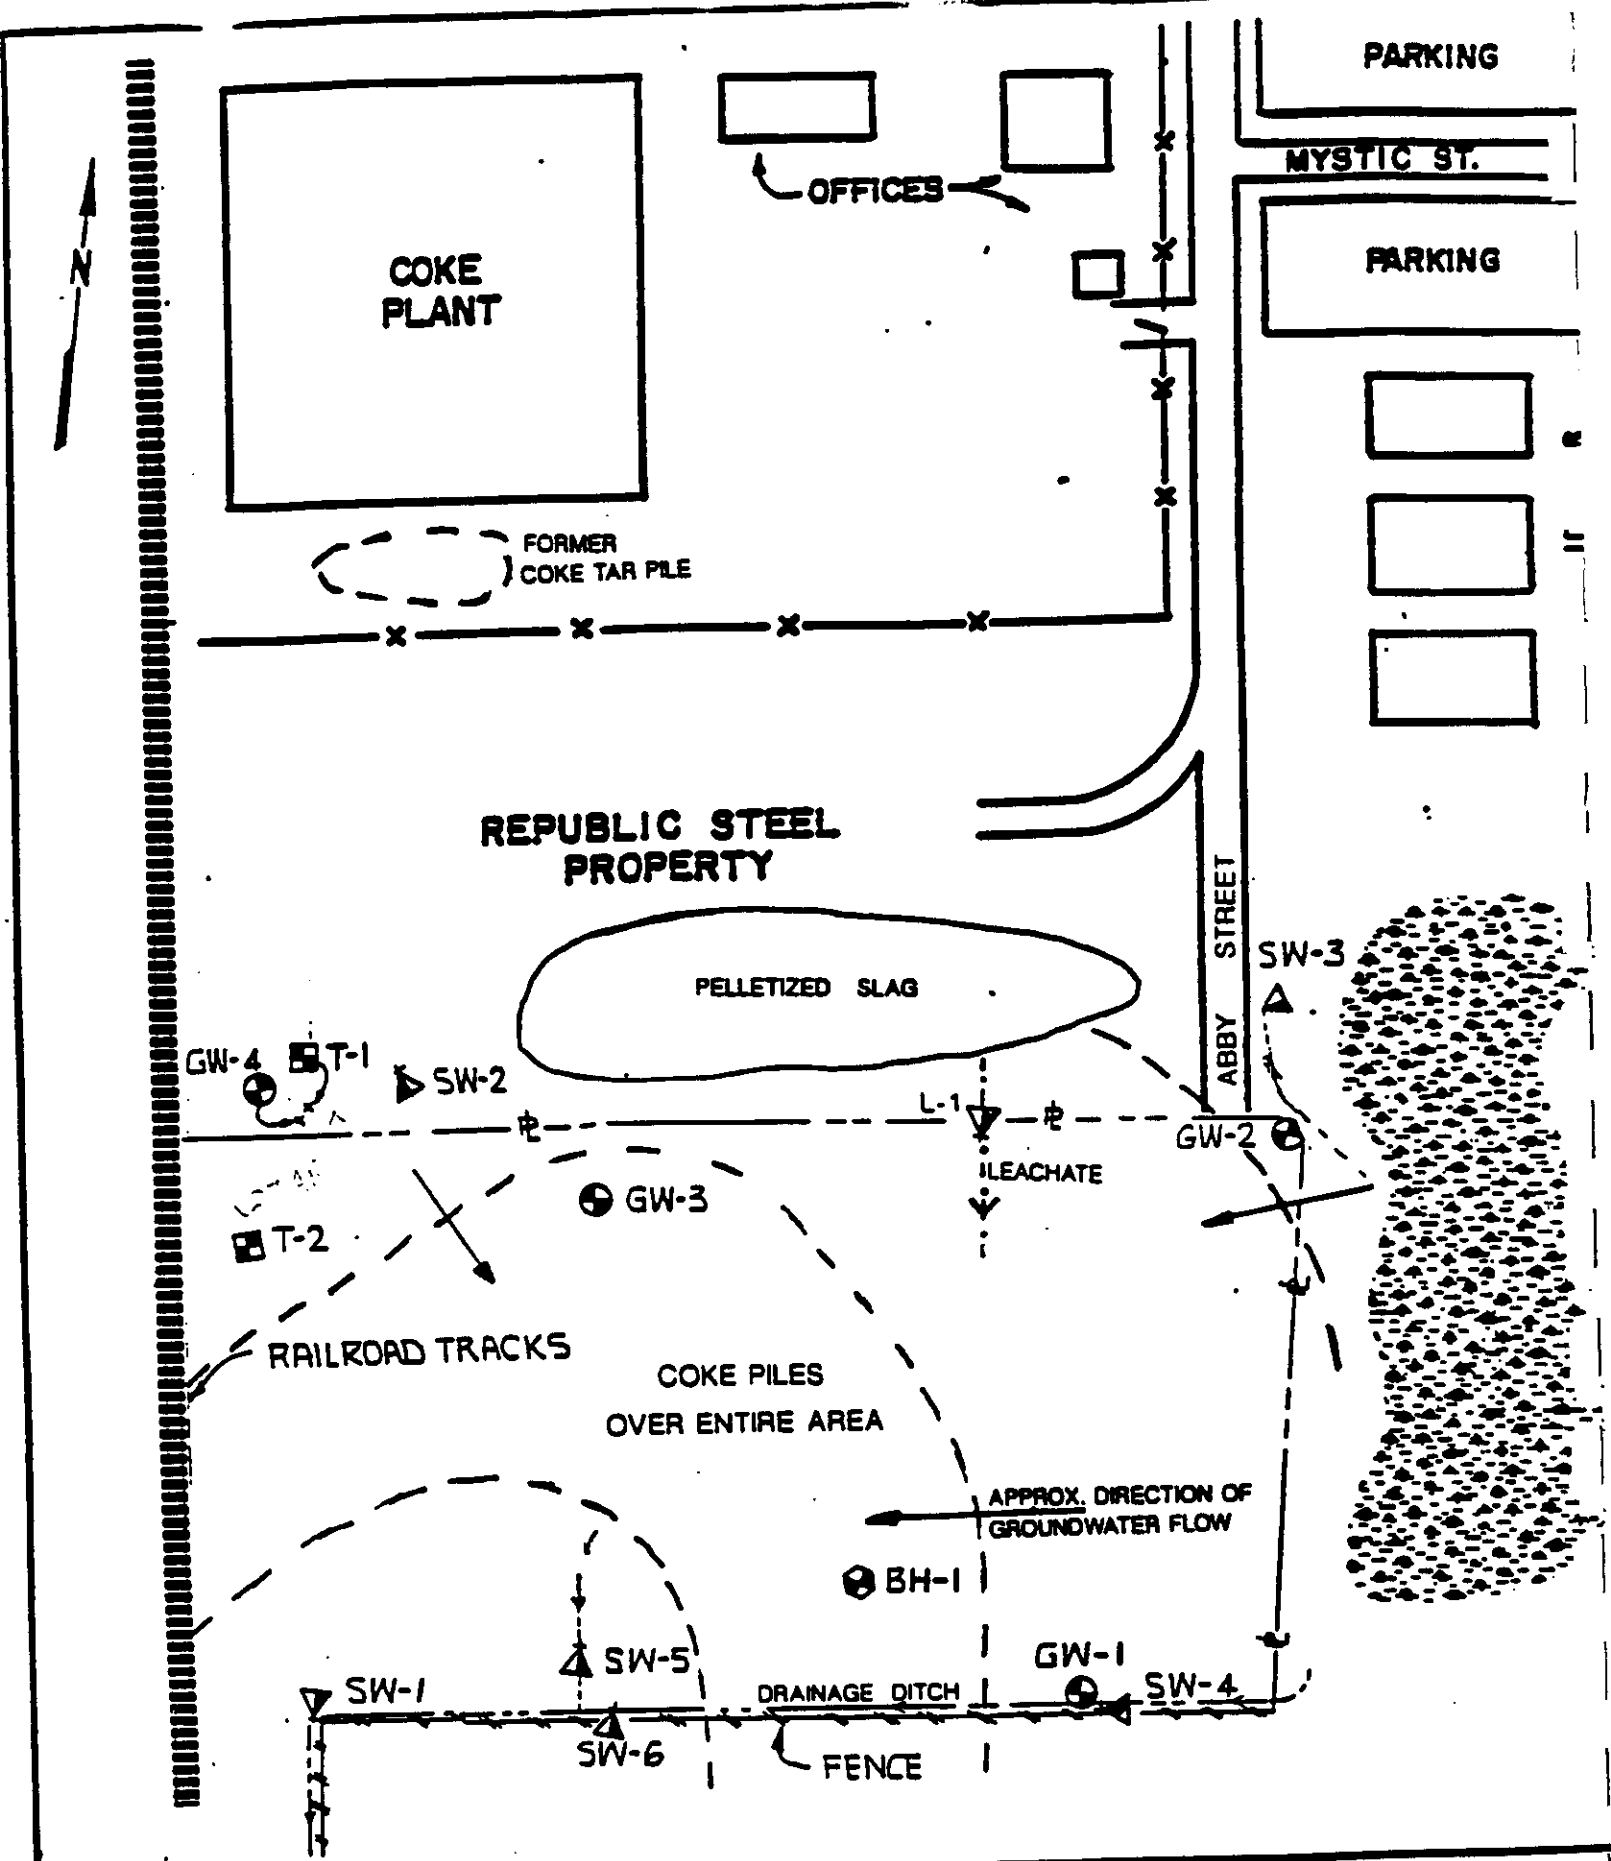 PARKING
MYSTIC ST.
OFFICES
N
COKE
PLANT
PARKING
FORMER
COKE TAR PILE
REPUBLIC STEEL
PROPERTY
ABBY STREET
SW-3
PELLETIZED SLAG
GW-4
T-1
SW-2
L-1
GW-2
LEACHATE
GW-3
T-2
RAILROAD TRACKS
COKE PILES
OVER ENTIRE AREA
APPROX. DIRECTION OF
GROUNDWATER FLOW
BH-1
SW-5
GW-1
SW-1
DRAINAGE DITCH
SW-4
SW-6
FENCE